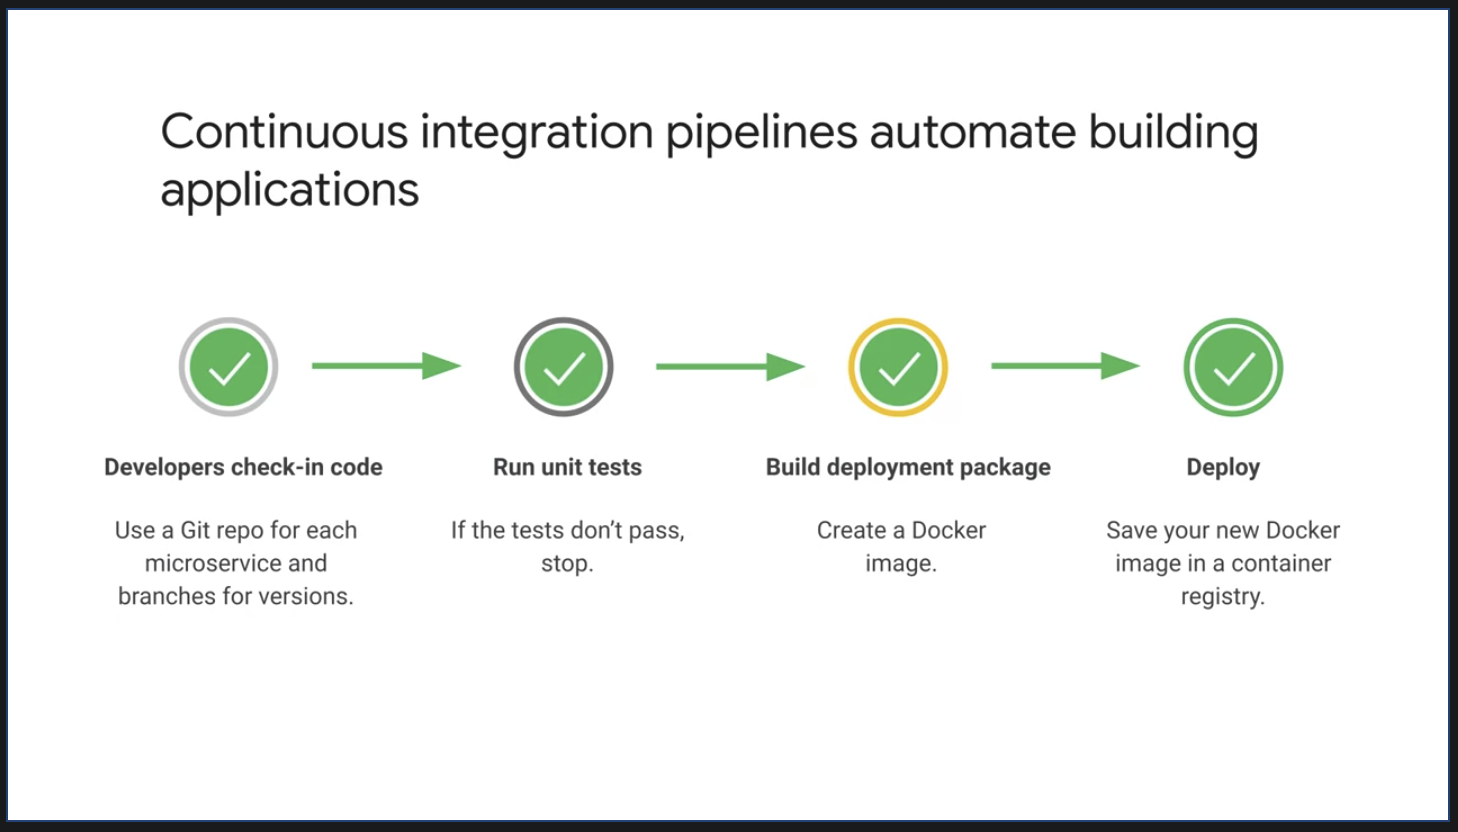 Continuous integration pipelines automate building
applications
Developers check-in code
Use a Git repo for each
microservice and
branches for versions.
Run unit tests
If the tests don’t pass,
stop.
Build deployment package
Create a Docker
image.
Deploy
Save your new Docker
image in a container
registry.